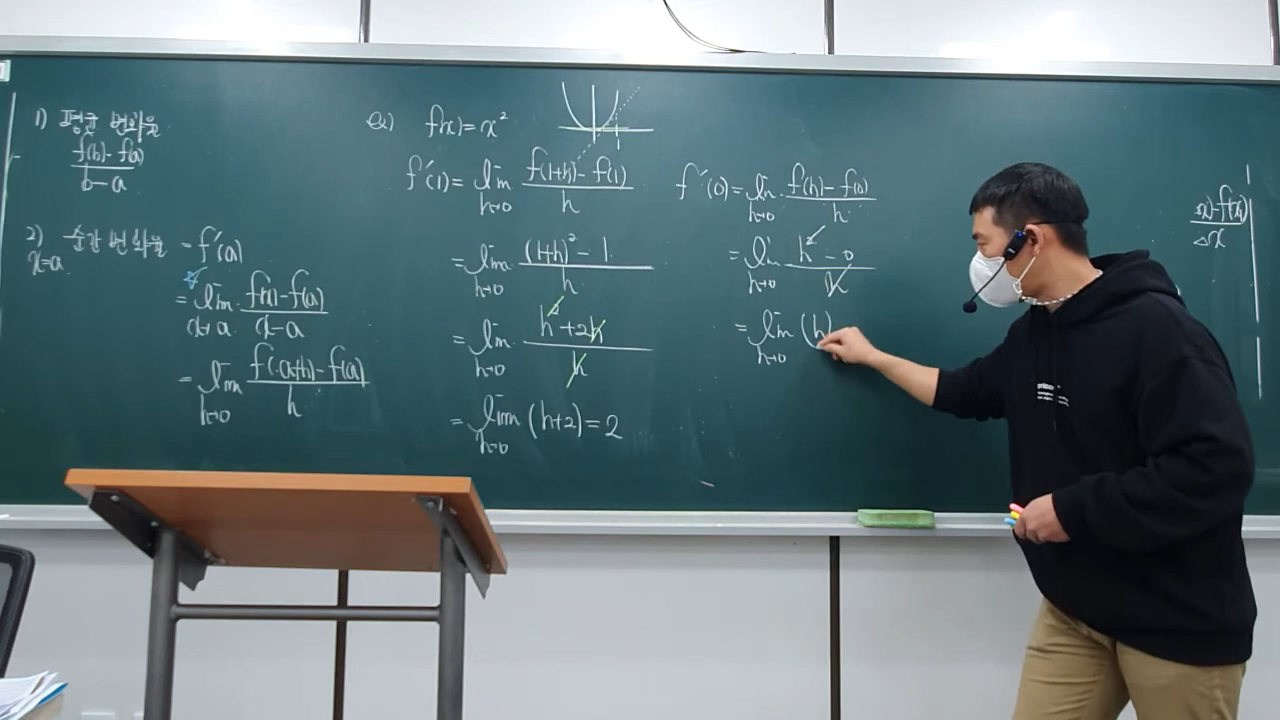 1) 평균 변화율
f(b)-f(a)
b-a
2) 순간 변화율 = f'(a)
x=a
= lim f(x)-f(a)
x→a x-a
= lim f(a+h)-f(a)
h→0 h
ex) f(x)=x²
f'(1)= lim f(1+h)-f(1)
h→0 h
= lim (1+h)²-1
h→0 h
= lim h²+2h
h→0 h
= lim (h+2)=2
h→0
f'(0)= lim f(h)-f(0)
h→0 h
= lim h²-0
h→0 h
= lim (h)
h→0
x)-f(x)
△x